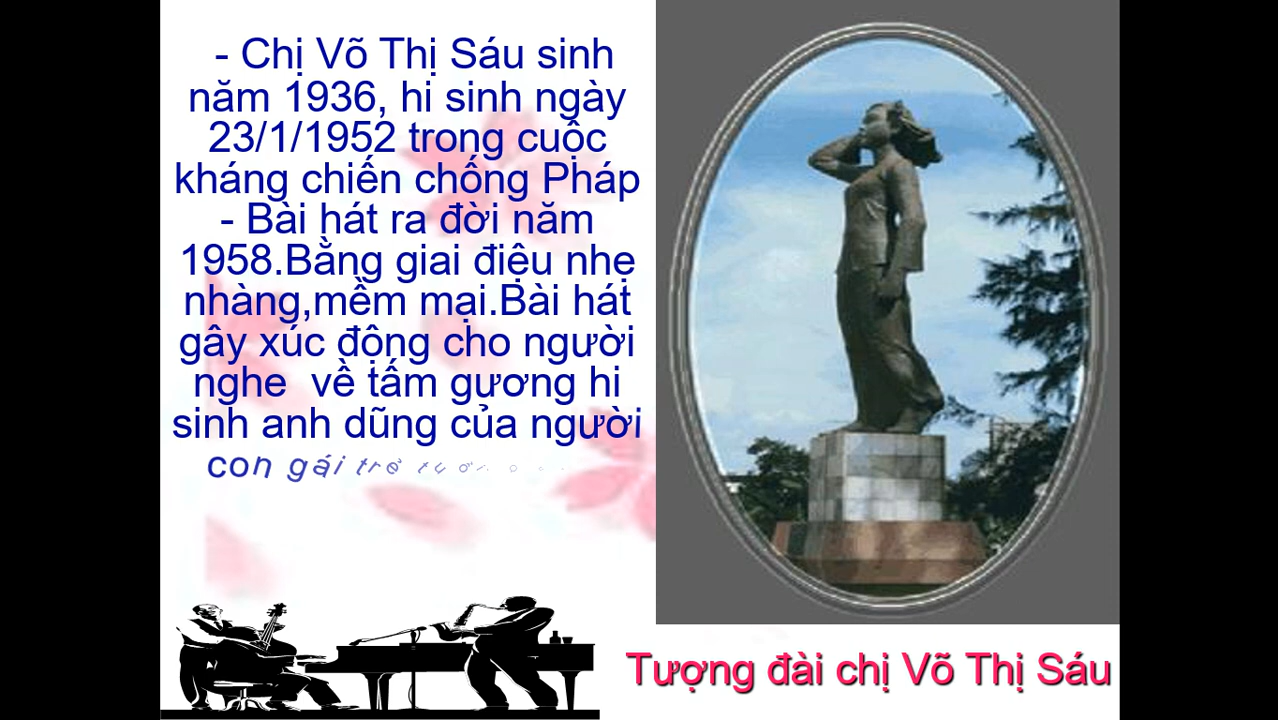 - Chị Võ Thị Sáu sinh
năm 1936, hi sinh ngày
23/1/1952 trong cuộc
kháng chiến chống Pháp
- Bài hát ra đời năm
1958.Bằng giai điệu nhẹ
nhàng,mềm mại.Bài hát
gây xúc động cho người
nghe về tấm gương hi
sinh anh dũng của người
con gái trẻ tuổi
Tượng đài chị Võ Thị Sáu